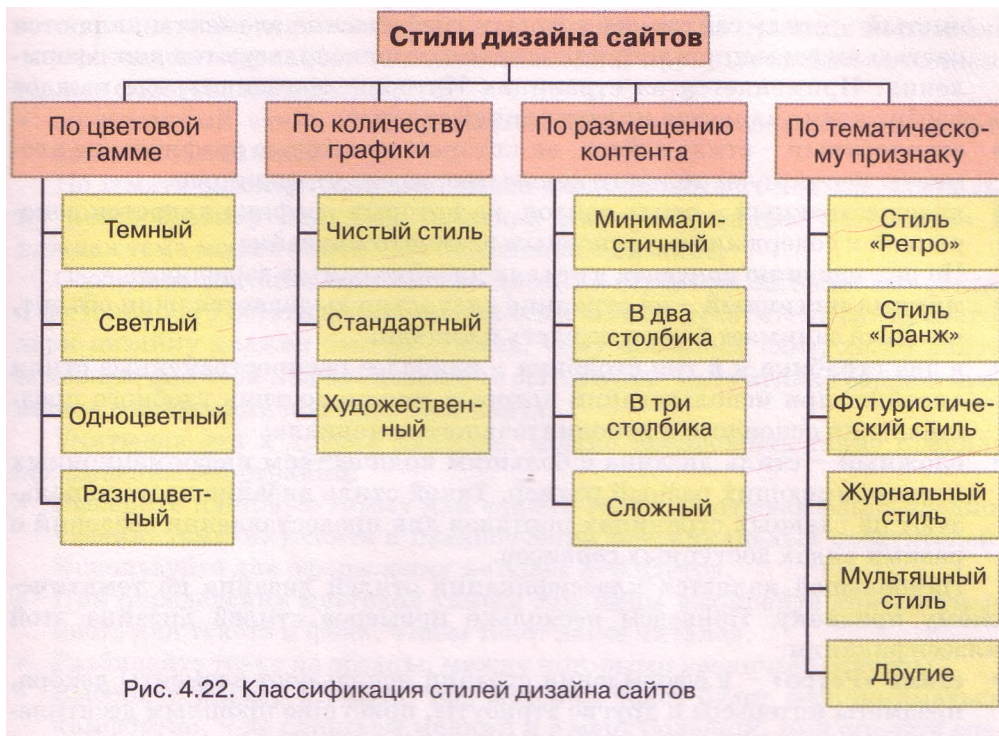 Стили дизайна сайтов
По цветовой
гамме
Темный
Светлый
Одноцветный
Разноцвет-
ный
По количеству
графики
Чистый стиль
Стандартный
Художествен-
ный
По размещению
контента
Минимали-
стичный
В два
столбика
В три
столбика
Сложный
По тематическо-
му признаку
Стиль
«Ретро»
Стиль
«Гранж»
Футуристиче-
ский стиль
Журнальный
стиль
Мультяшный
стиль
Другие
Рис. 4.22. Классификация стилей дизайна сайтов